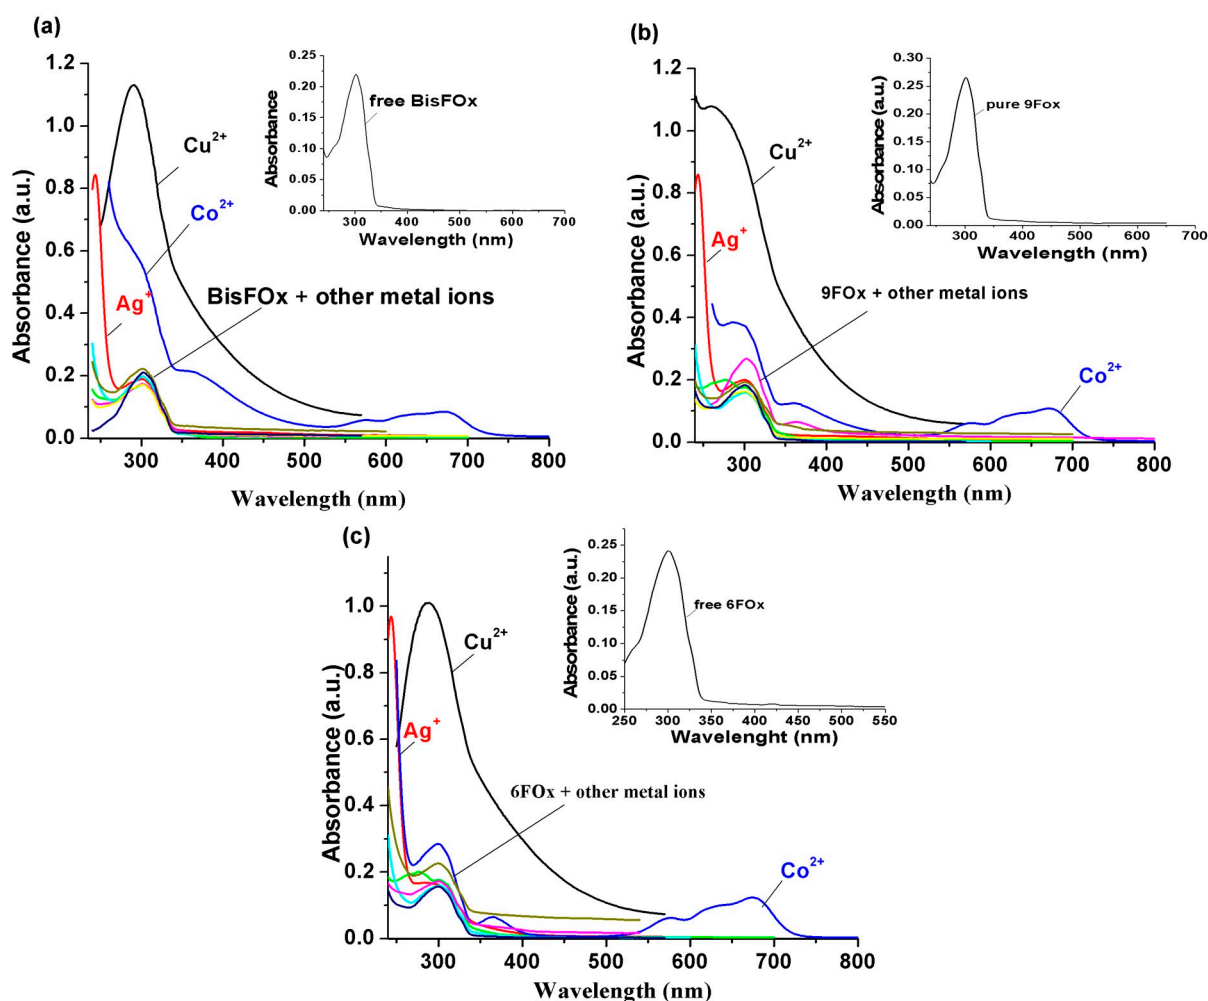 (a)
1.2
1.0
0.8
0.6
0.4
0.2
0.0
Absorbance (a.u.)
300 400 500 600 700 800
Wavelength (nm)
Cu2+
Co2+
Ag+
BisFOx + other metal ions
0.25
0.20
0.15
0.10
0.05
0.00
Absorbance
free BisFOx
300 400 500 600 700
Wavelength (nm)
(b)
1.2
1.0
0.8
0.6
0.4
0.2
0.0
Absorbance (a.u.)
300 400 500 600 700 800
Wavelength (nm)
Cu2+
Ag+
9FOx + other metal ions
Co2+
0.30
0.25
0.20
0.15
0.10
0.05
0.00
Absorbance (a.u.)
pure 9Fox
300 400 500 600 700
Wavelength (nm)
(c)
1.0
0.8
0.6
0.4
0.2
0.0
Absorbance (a.u.)
300 400 500 600 700 800
Wavelength (nm)
Cu2+
Ag+
6FOx + other metal ions
Co2+
0.25
0.20
0.15
0.10
0.05
0.00
Absorbance (a.u.)
free 6FOx
250 300 350 400 450 500 550
Wavelenght (nm)